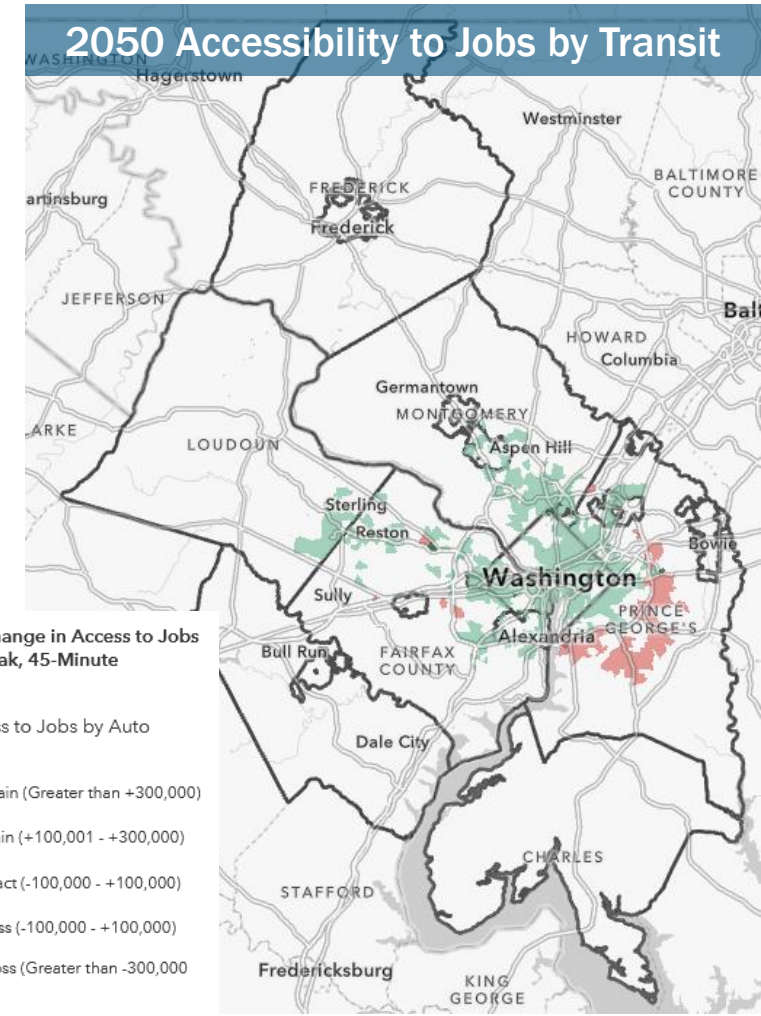 2050 Accessibility to Jobs by Transit
WASHINGTON
Hagerstown
Westminster
BALTIMORE
COUNTY
artinsburg
FREDERICK
Frederick
JEFFERSON
Balt
HOWARD
Columbia
Germantown
MONTGOMERY
ARKE
LOUDOUN
Aspen Hill
Sterling
Reston
Bowie
Washington
Sully
PRINCE
GEORGE'S
Alexandria
Bull Run
FAIRFAX
COUNTY
Dale City
CHARLES
STAFFORD
Fredericksburg
KING
GEORGE
ange in Access to Jobs
ak, 45-Minute
s to Jobs by Auto
ain (Greater than +300,000)
in (+100,001 - +300,000)
act (-100,000 - +100,000)
ss (-100,000 - +100,000)
oss (Greater than -300,000